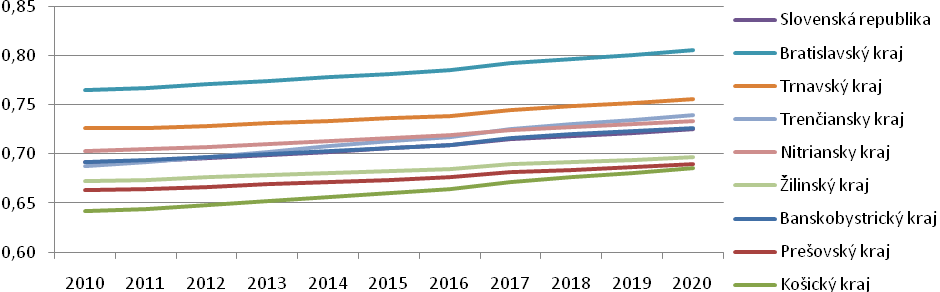 0,85
0,80
0,75
0,70
0,65
0,60
2010 2011 2012 2013 2014 2015 2016 2017 2018 2019 2020
Slovenská republika
Bratislavský kraj
Trnavský kraj
Trenčiansky kraj
Nitriansky kraj
Žilinský kraj
Banskobystrický kraj
Prešovský kraj
Košický kraj